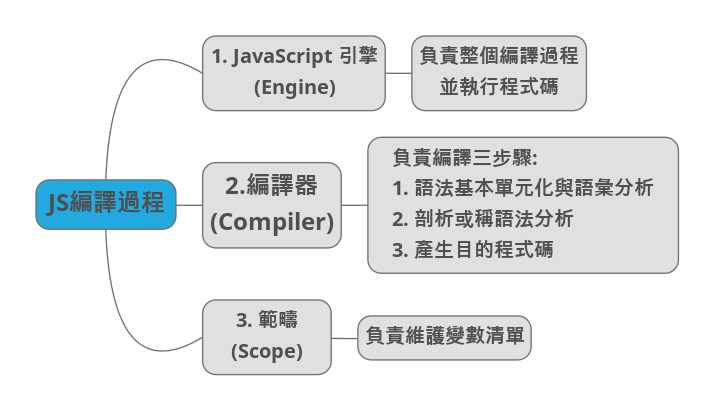 JS編譯過程
1. JavaScript 引擎
(Engine)
負責整個編譯過程
並執行程式碼
2.編譯器
(Compiler)
負責編譯三步驟:
1. 語法基本單元化與語彙分析
2. 剖析或稱語法分析
3. 產生目的程式碼
3. 範疇
(Scope)
負責維護變數清單